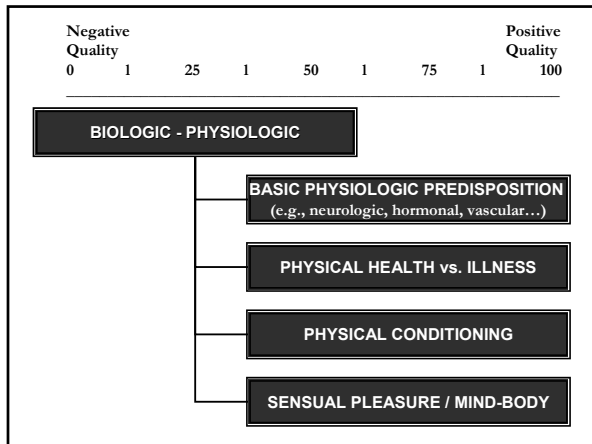 Negative Positive
Quality Quality
0 1 25 1 50 1 75 1 100
BIOLOGIC - PHYSIOLOGIC
BASIC PHYSIOLOGIC PREDISPOSITION
(e.g., neurologic, hormonal, vascular…)
PHYSICAL HEALTH vs. ILLNESS
PHYSICAL CONDITIONING
SENSUAL PLEASURE / MIND-BODY